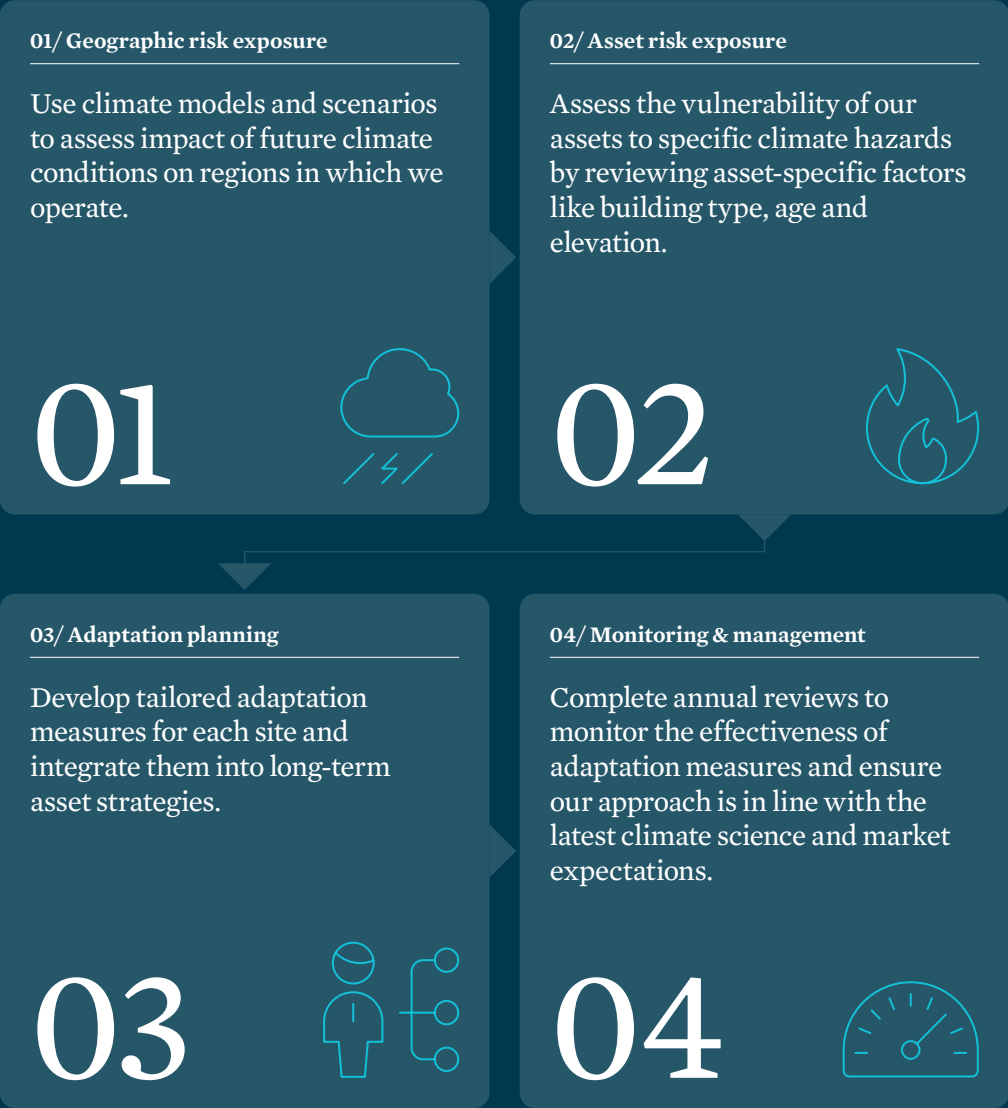 01/ Geographic risk exposure
Use climate models and scenarios
to assess impact of future climate
conditions on regions in which we
operate.
01
02/ Asset risk exposure
Assess the vulnerability of our
assets to specific climate hazards
by reviewing asset-specific factors
like building type, age and
elevation.
02
03/ Adaptation planning
Develop tailored adaptation
measures for each site and
integrate them into long-term
asset strategies.
03
04/ Monitoring & management
Complete annual reviews to
monitor the effectiveness of
adaptation measures and ensure
our approach is in line with the
latest climate science and market
expectations.
04